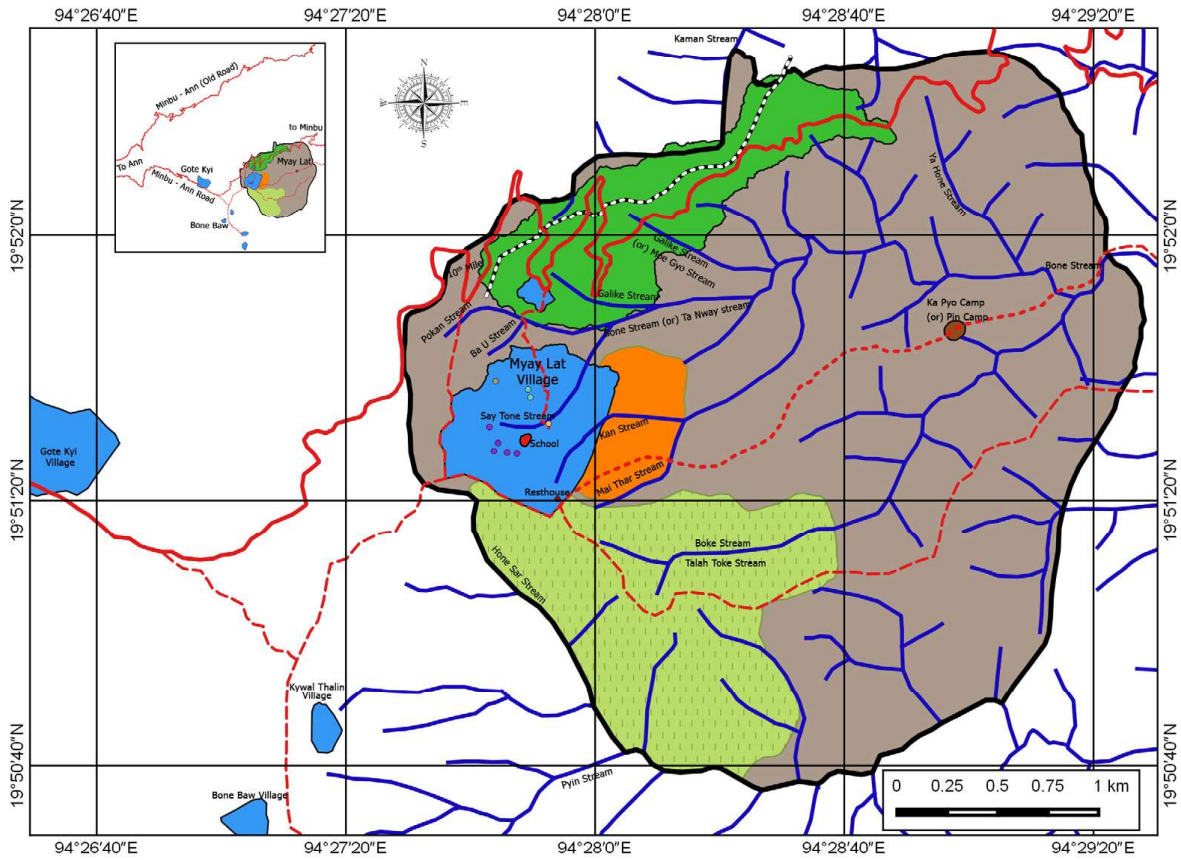 94°26'40"E
94°27'20"E
94°28'0"E
94°28'40"E
94°29'20"E
Kaman Stream
Minbu - Ann (Old Road)
to Minbu
To Ann
Gote Kyi
Myay Lat
Minbu - Ann Road
Bone Baw
N
E
S
W
Ya Hone Stream
19°52'0"N
19°52'0"N
Galike Stream
(or) Mpe Gyo Stream
10th Mile
Bone Stream
Galike Stream
Pokan Stream
Ba U Stream
Bone Stream (or) Ta Nway stream
Ka Pyo Camp
(or) Pin Camp
Myay Lat
Village
Say Tone Stream
Kan Stream
School
Gote Kyi
Village
Mai Thar Stream
Resthouse
19°51'20"N
19°51'20"N
Boke Stream
Talah Toke Stream
Hone Sar Stream
Kywal Thalin
Village
19°50'40"N
19°50'40"N
Pyin Stream
Bone Baw Village
0 0.25 0.75 1 km
94°26'40"E
94°27'20"E
94°28'0"E
94°28'40"E
94°29'20"E